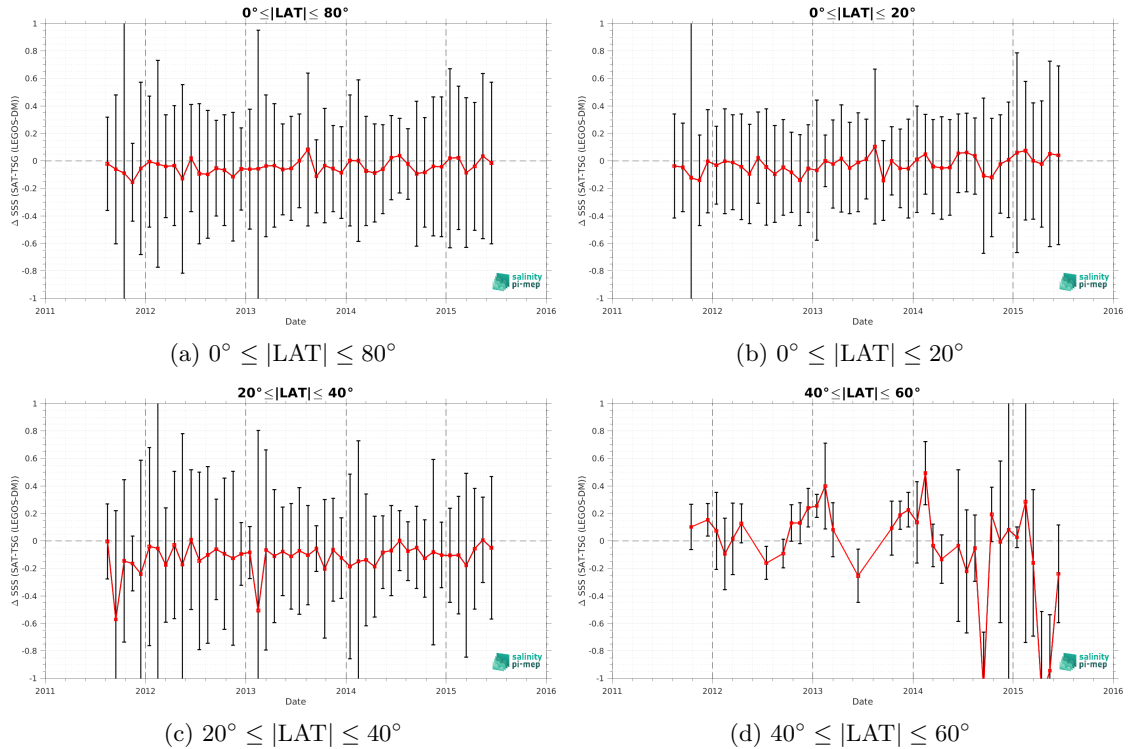 0°≤|LAT|≤ 80°
Δ SSS (SAT-TSG (LEGOS-DM))
1
0.8
0.6
0.4
0.2
0
-0.2
-0.4
-0.6
-0.8
-1
2011 2012 2013 2014 2015 2016
Date
salinity
pi-mep
(a) 0° ≤ |LAT| ≤ 80°
0°≤|LAT|≤ 20°
Δ SSS (SAT-TSG (LEGOS-DM))
1
0.8
0.6
0.4
0.2
0
-0.2
-0.4
-0.6
-0.8
-1
2011 2012 2013 2014 2015 2016
Date
salinity
pi-mep
(b) 0° ≤ |LAT| ≤ 20°
20°≤|LAT|≤ 40°
Δ SSS (SAT-TSG (LEGOS-DM))
1
0.8
0.6
0.4
0.2
0
-0.2
-0.4
-0.6
-0.8
-1
2011 2012 2013 2014 2015 2016
Date
salinity
pi-mep
(c) 20° ≤ |LAT| ≤ 40°
40°≤|LAT|≤ 60°
Δ SSS (SAT-TSG (LEGOS-DM))
1
0.8
0.6
0.4
0.2
0
-0.2
-0.4
-0.6
-0.8
-1
2011 2012 2013 2014 2015 2016
Date
salinity
pi-mep
(d) 40° ≤ |LAT| ≤ 60°